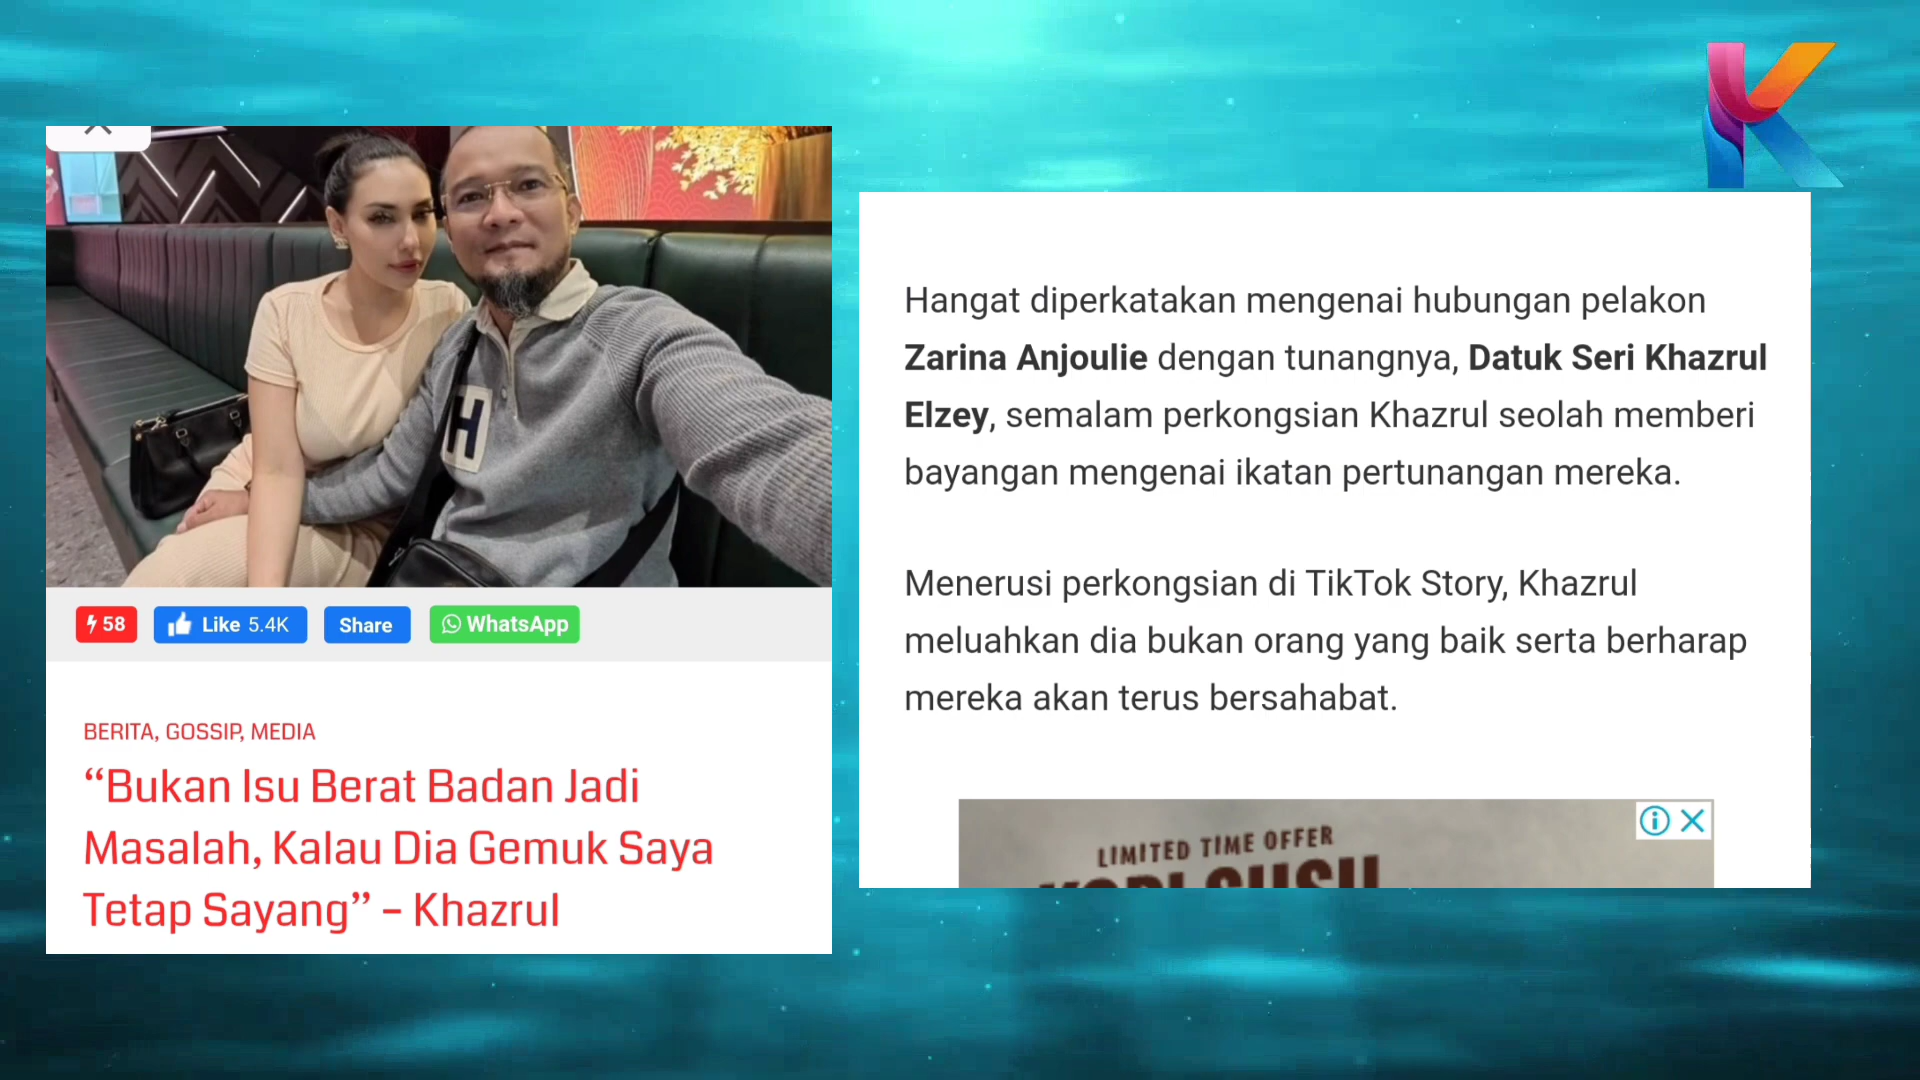 H
58
Like 5.4K
Share
WhatsApp
BERITA, GOSSIP, MEDIA
“Bukan Isu Berat Badan Jadi
Masalah, Kalau Dia Gemuk Saya
Tetap Sayang” – Khazrul
K
Hangat diperkatakan mengenai hubungan pelakon
Zarina Anjoulie dengan tunangnya, Datuk Seri Khazrul
Elzey, semalam perkongsian Khazrul seolah memberi
bayangan mengenai ikatan pertunangan mereka.
Menerusi perkongsian di TikTok Story, Khazrul
meluahkan dia bukan orang yang baik serta berharap
mereka akan terus bersahabat.
LIMITED TIME OFFER
KOPI SUSU